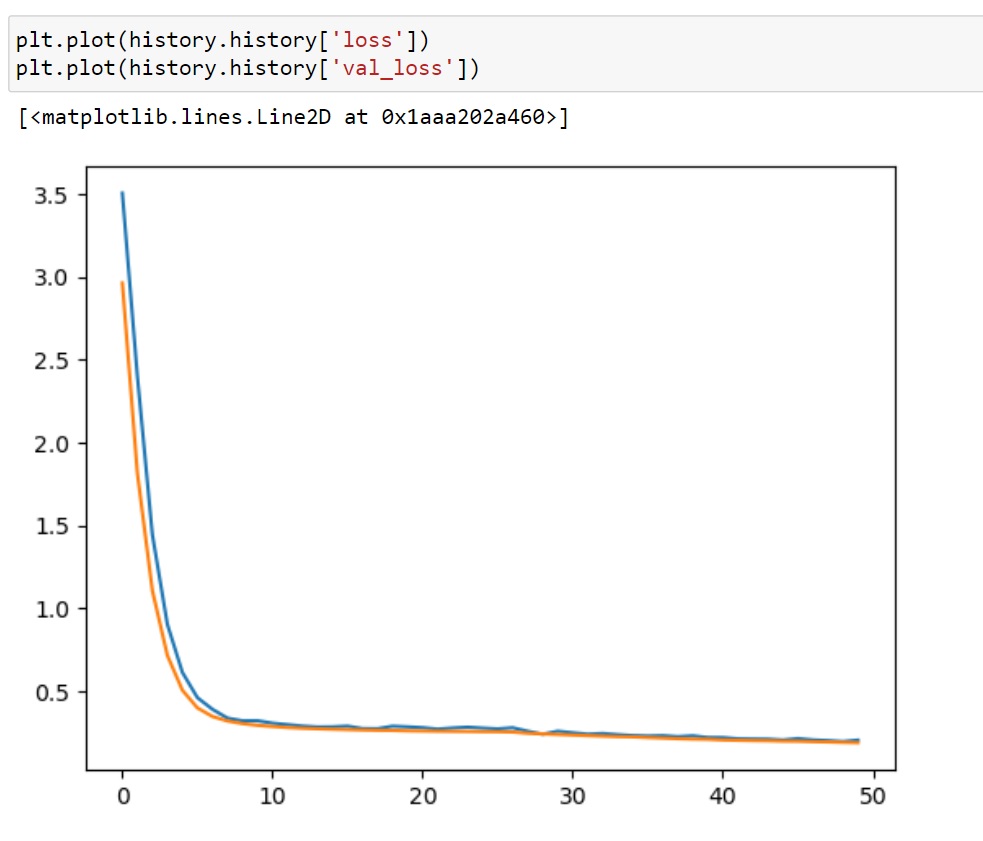 plt.plot(history.history['loss'])
plt.plot(history.history['val_loss'])
[<matplotlib.lines.Line2D at 0x1aaa202a460>]
3.5
3.0
2.5
2.0
1.5
1.0
0.5
0 10 20 30 40 50